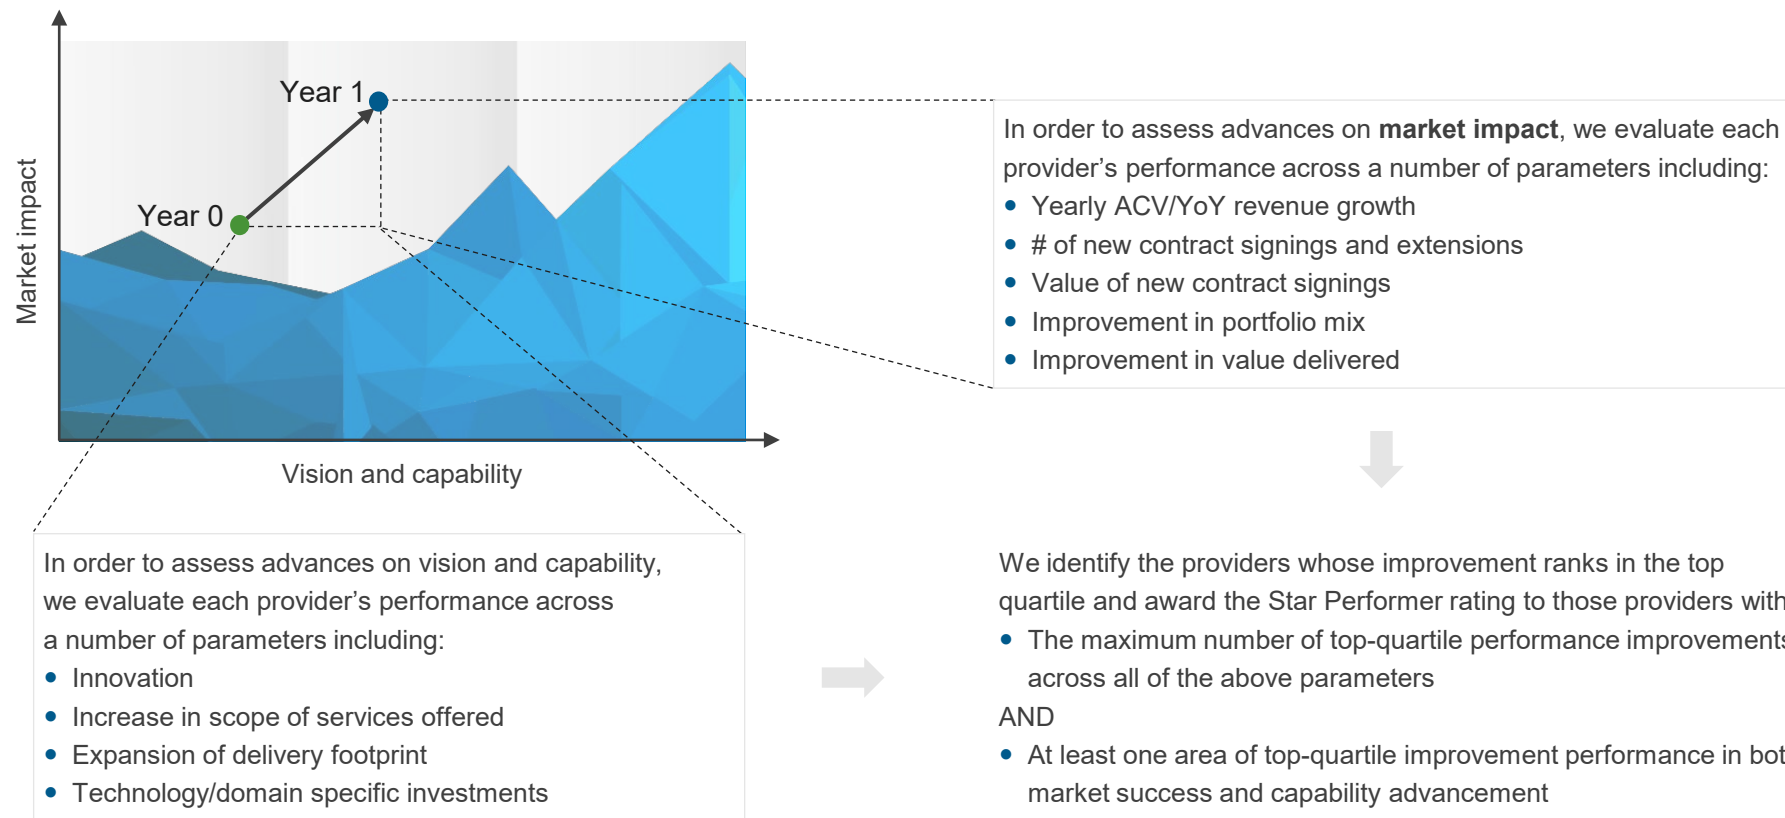 Year 1
Year 0
Market impact
Vision and capability
In order to assess advances on market impact, we evaluate each
provider’s performance across a number of parameters including:
• Yearly ACV/YoY revenue growth
• # of new contract signings and extensions
• Value of new contract signings
• Improvement in portfolio mix
• Improvement in value delivered
In order to assess advances on vision and capability,
we evaluate each provider’s performance across
a number of parameters including:
• Innovation
• Increase in scope of services offered
• Expansion of delivery footprint
• Technology/domain specific investments
We identify the providers whose improvement ranks in the top
quartile and award the Star Performer rating to those providers with
• The maximum number of top-quartile performance improvements
across all of the above parameters
AND
• At least one area of top-quartile improvement performance in
market success and capability advancement